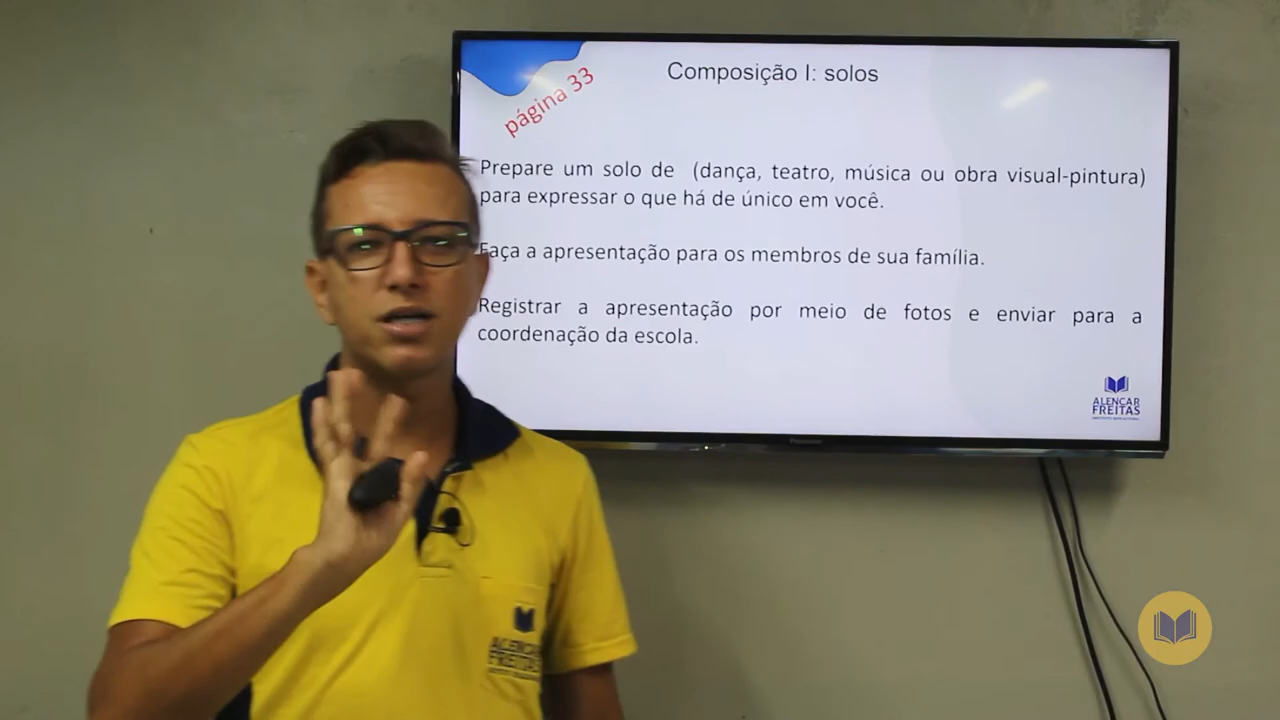 Composição I: solos
página 33
Prepare um solo de (dança, teatro, música ou obra visual-pintura)
para expressar o que há de único em você.
Faça a apresentação para os membros de sua família.
Registrar a apresentação por meio de fotos e enviar para a
coordenação da escola.
ALENCAR
FREITAS
Panasonic
ALENCAR
FREITAS